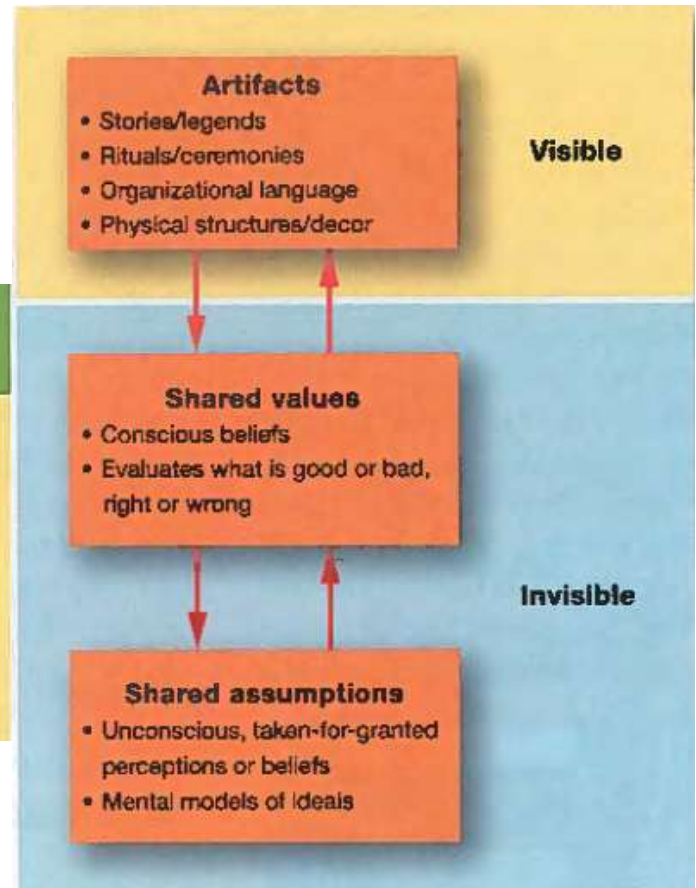 Artifacts
• Stories/legends
• Rituals/ceremonies
• Organizational language
• Physical structures/decor
Visible
Shared values
• Conscious beliefs
• Evaluates what is good or bad,
right or wrong
Invisible
Shared assumptions
• Unconscious, taken-for-granted
perceptions or beliefs
• Mental models of ideals